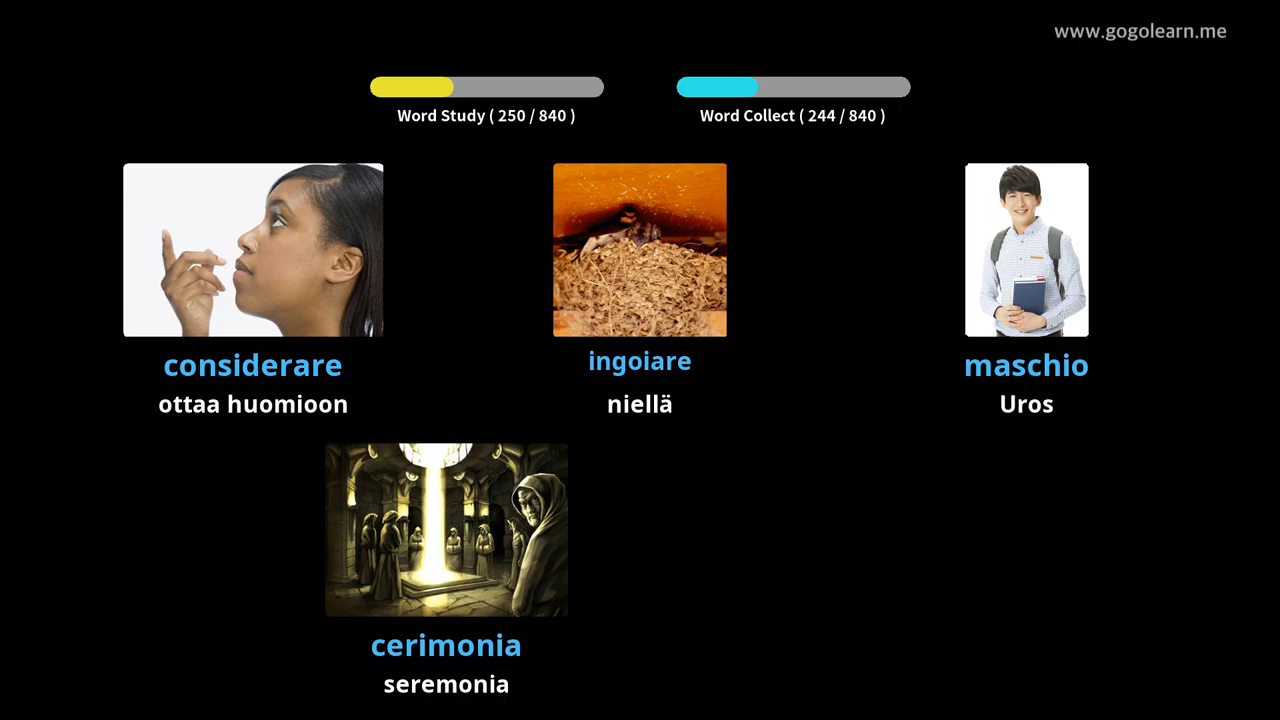 www.gogolearn.me
Word Study ( 250 / 840 )
Word Collect ( 244 / 840 )
considerare
ottaa huomioon
ingoiare
niellä
maschio
Uros
cerimonia
seremonia